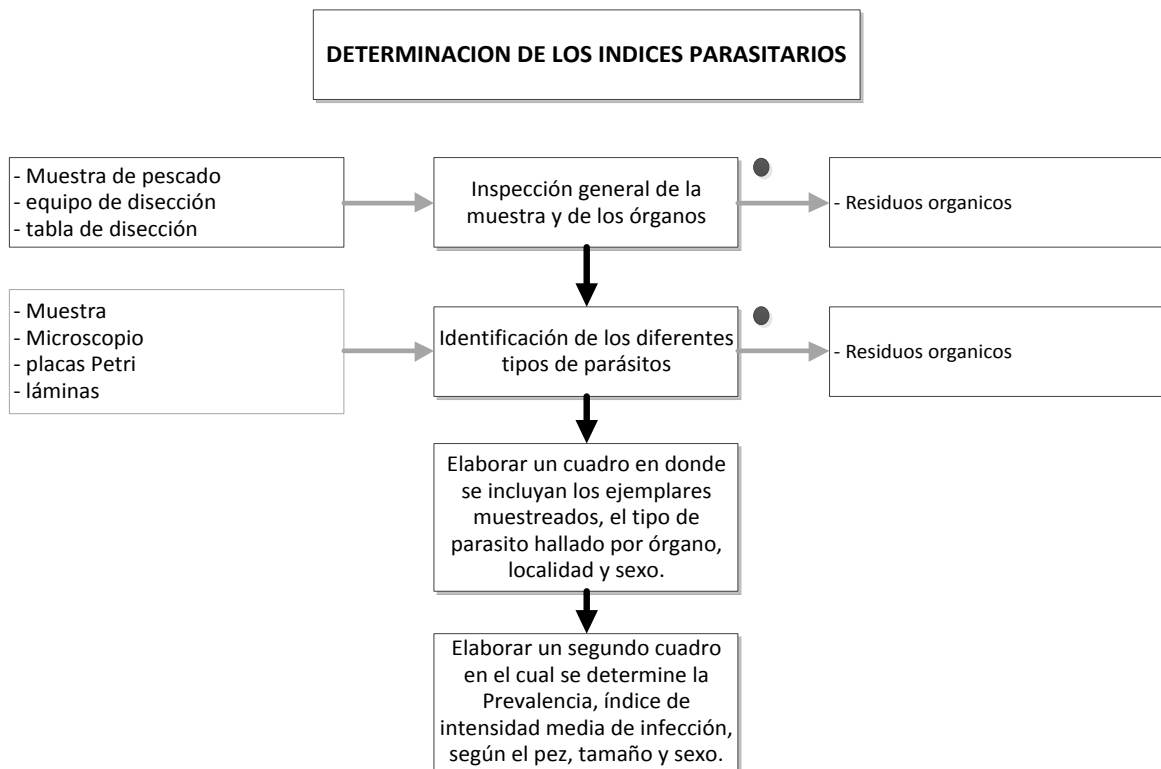 DETERMINACION DE LOS INDICES PARASITARIOS
- Muestra de pescado
- equipo de disección
- tabla de disección
Inspección general de la
muestra y de los órganos
- Residuos organicos
- Muestra
- Microscopio
- placas Petri
- láminas
Identificación de los diferentes
tipos de parásitos
- Residuos organicos
Elaborar un cuadro en donde
se incluyan los ejemplares
muestreados, el tipo de
parasito hallado por órgano,
localidad y sexo.
Elaborar un segundo cuadro
en el cual se determine la
Prevalencia, índice de
intensidad media de infección,
según el pez, tamaño y sexo.